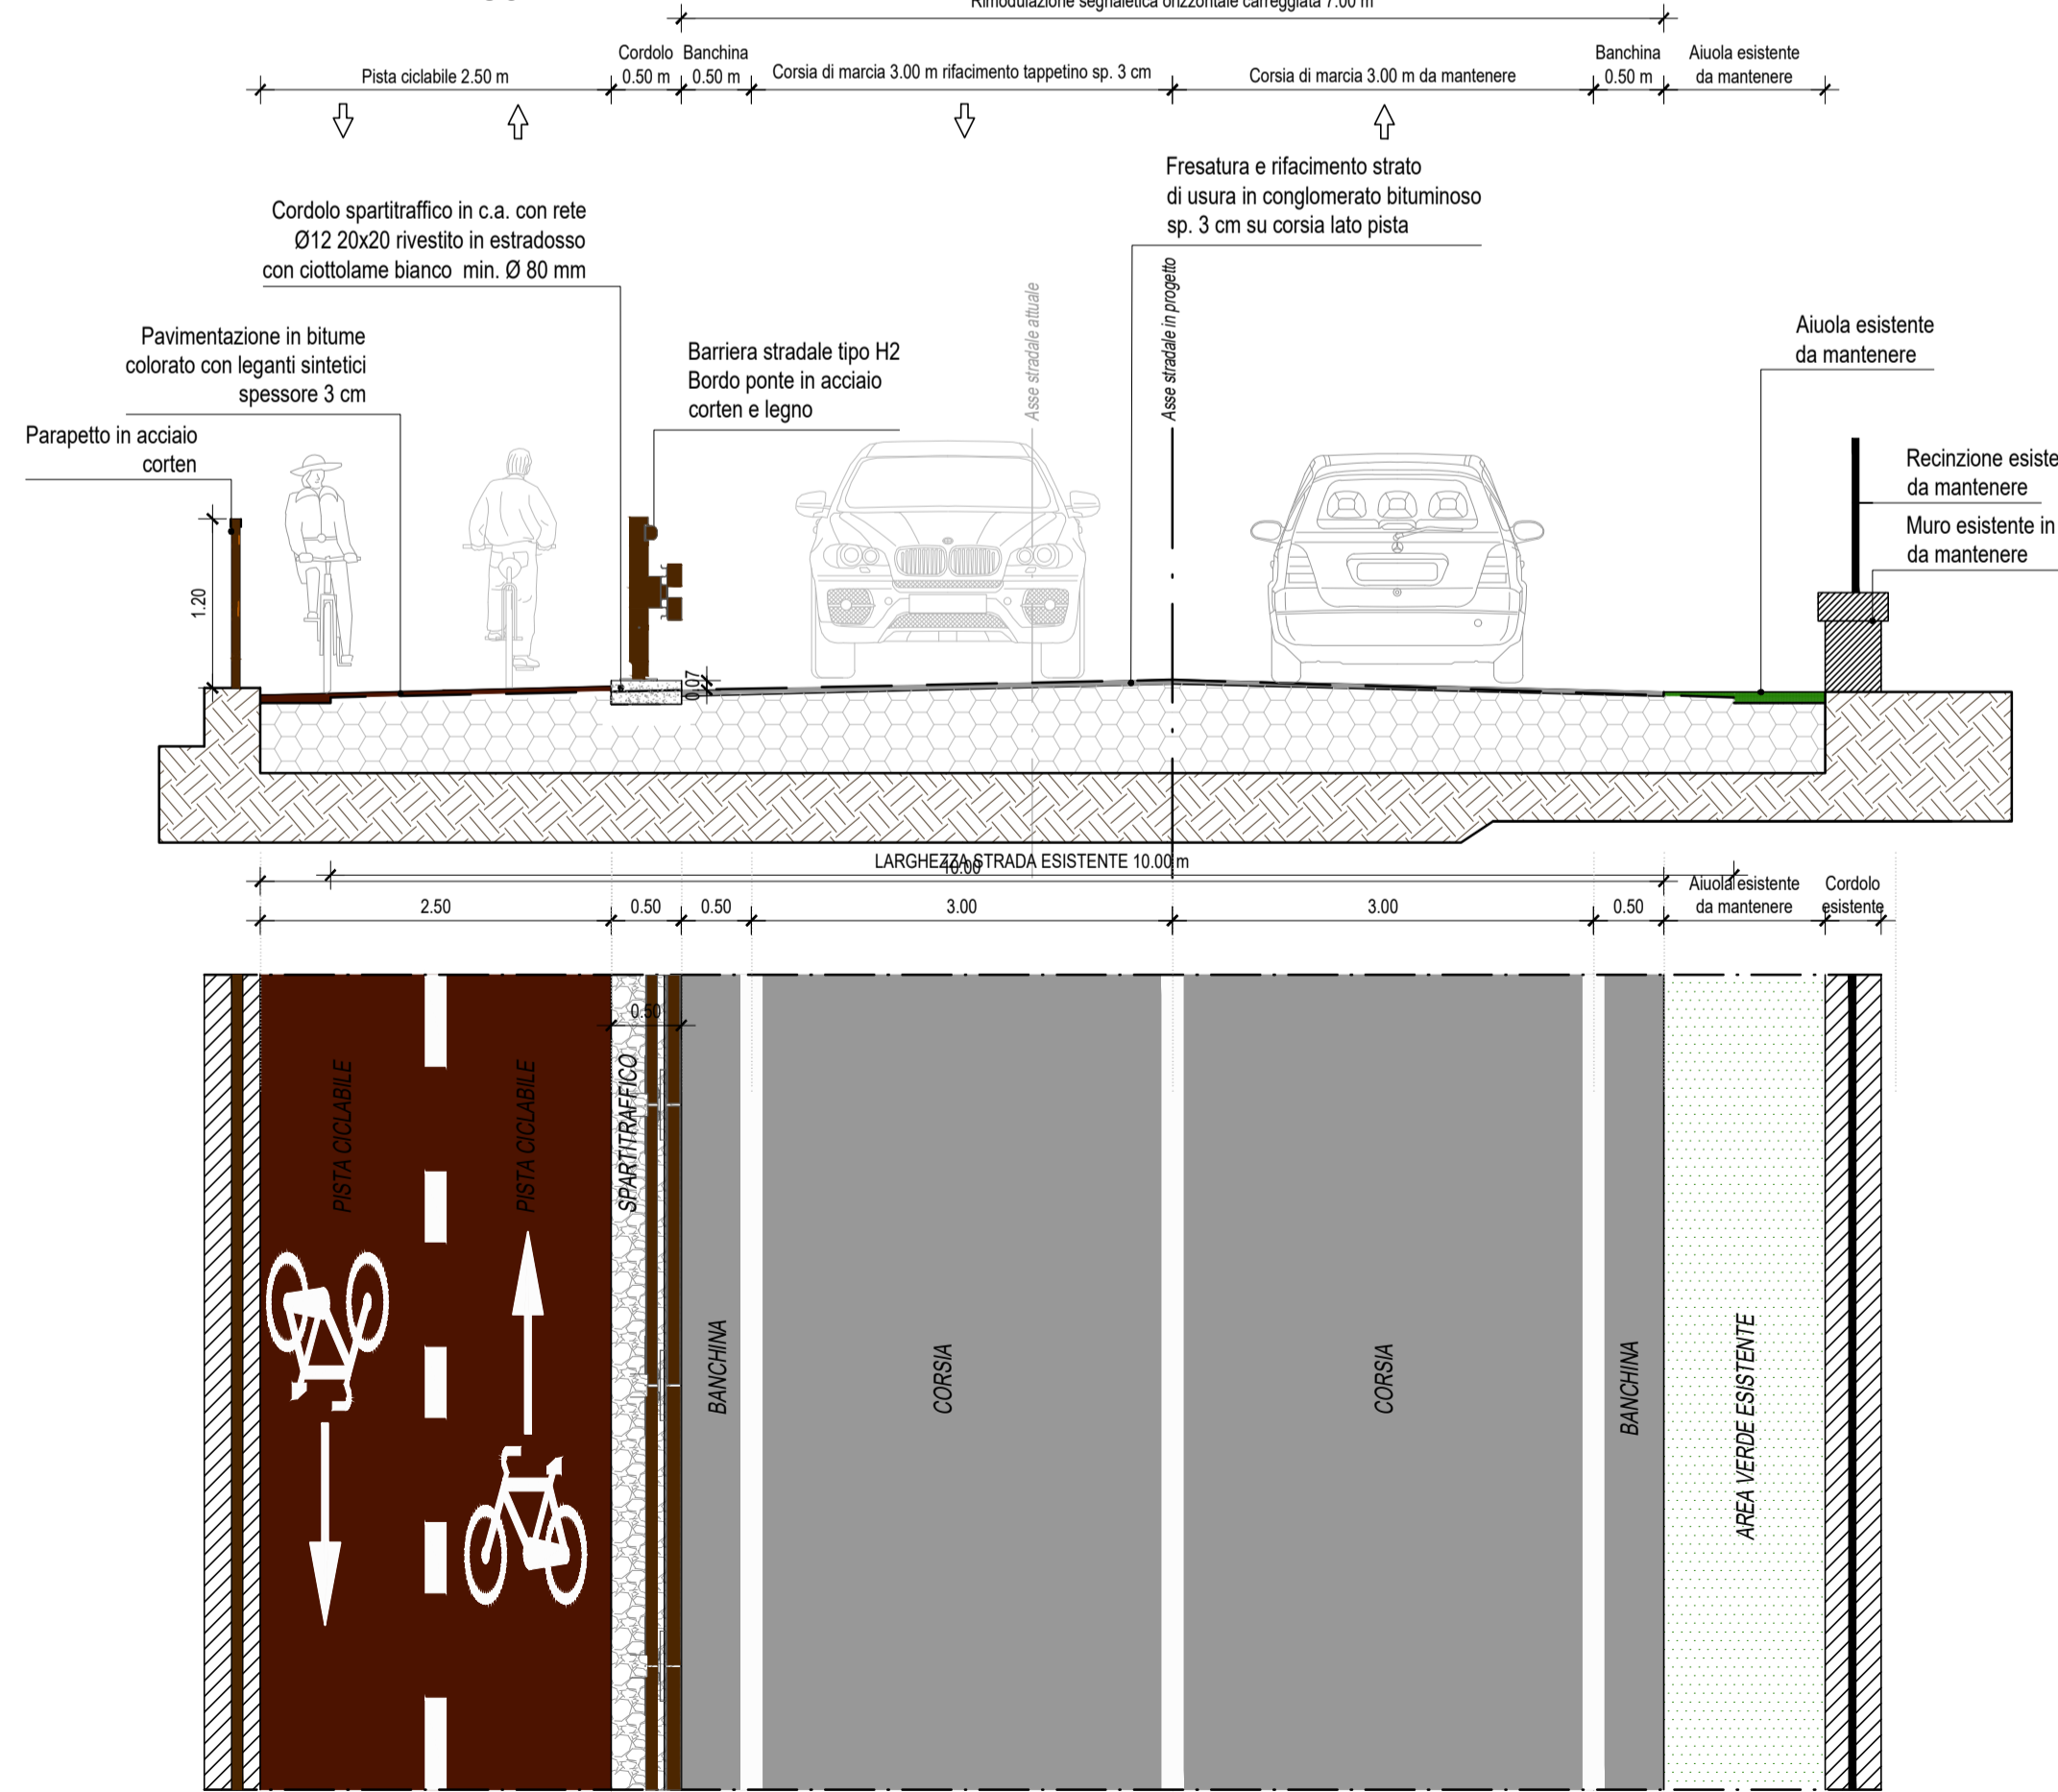 Rimodulazione segnaletica orizzontale carreggiata 7.00 m
Cordolo
0.50 m
Banchina
0.50 m
Banchina
0.50 m
Aiuola esistente
da mantenere
Pista ciclabile 2.50 m
Corsia di marcia 3.00 m rifacimento tappetino sp. 3 cm
Corsia di marcia 3.00 m da mantenere
Fresatura e rifacimento strato
di usura in conglomerato bituminoso
sp. 3 cm su corsia lato pista
Cordolo spartitraffico in c.a. con rete
Ø12 20x20 rivestito in estradosso
con ciottolame bianco min. Ø 80 mm
Asse stradale attuale
Asse stradale in progetto
Pavimentazione in bitume
colorato con leganti sintetici
spessore 3 cm
Barriera stradale tipo H2
Bordo ponte in acciaio
corten e legno
Aiuola esistente
da mantenere
Parapetto in acciaio
corten
Recinzione esiste
da mantenere
Muro esistente in
da mantenere
1.20
0.07
LARGHEZZA STRADA ESISTENTE 10.00 m
10.00
2.50
0.50
0.50
3.00
3.00
0.50
Aiuola esistente
da mantenere
Cordolo
esistente
0.50
PISTA CICLABILE
PISTA CICLABILE
SPARTITRAFFICO
BANCHINA
CORSIA
CORSIA
BANCHINA
AREA VERDE ESISTENTE